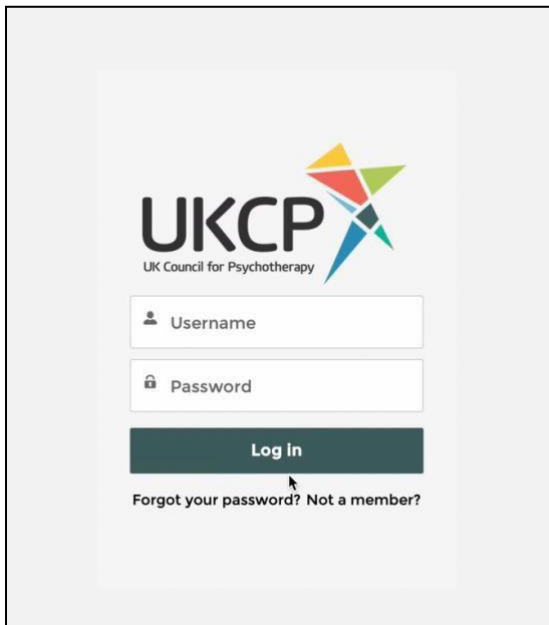 UKCP
UK Council for Psychotherapy
Username
Password
Log in
Forgot your password? Not a member?